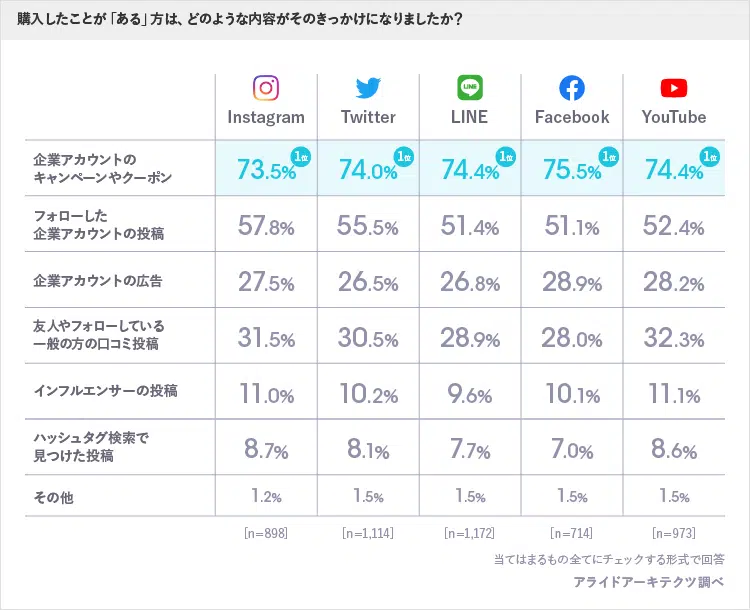 購入したことが「ある」方は、どのような内容がそのきっかけになりましたか？
Instagram Twitter LINE Facebook YouTube
企業アカウントの
キャンペーンやクーポン
73.5% 1位 74.0% 1位 74.4% 1位 75.5% 1位 74.4% 1位
フォローした
企業アカウントの投稿
57.8% 55.5% 51.4% 51.1% 52.4%
企業アカウントの広告 27.5% 26.5% 26.8% 28.9% 28.2%
友人やフォローしている
一般の方の口コミ投稿
31.5% 30.5% 28.9% 28.0% 32.3%
インフルエンサーの投稿 11.0% 10.2% 9.6% 10.1% 11.1%
ハッシュタグ検索で
見つけた投稿
8.7% 8.1% 7.7% 7.0% 8.6%
その他 1.2% 1.5% 1.5% 1.5% 1.5%
[n=898] [n=1,114] [n=1,172] [n=714] [n=973]
当てはまるもの全てにチェックする形式で回答
アライドアーキテクツ調べ